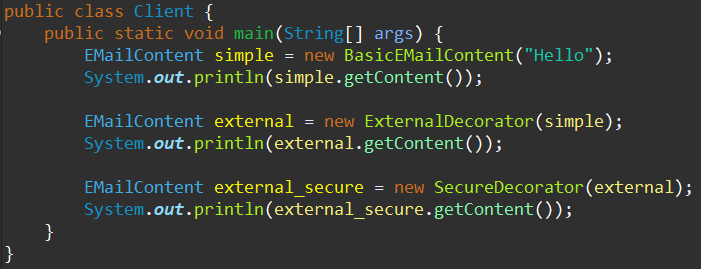 public class Client {
    public static void main(String[] args) {
        EMailContent simple = new BasicEMailContent("Hello");
        System.out.println(simple.getContent());

        EMailContent external = new ExternalDecorator(simple);
        System.out.println(external.getContent());

        EMailContent external_secure = new SecureDecorator(external);
        System.out.println(external_secure.getContent());
    }
}